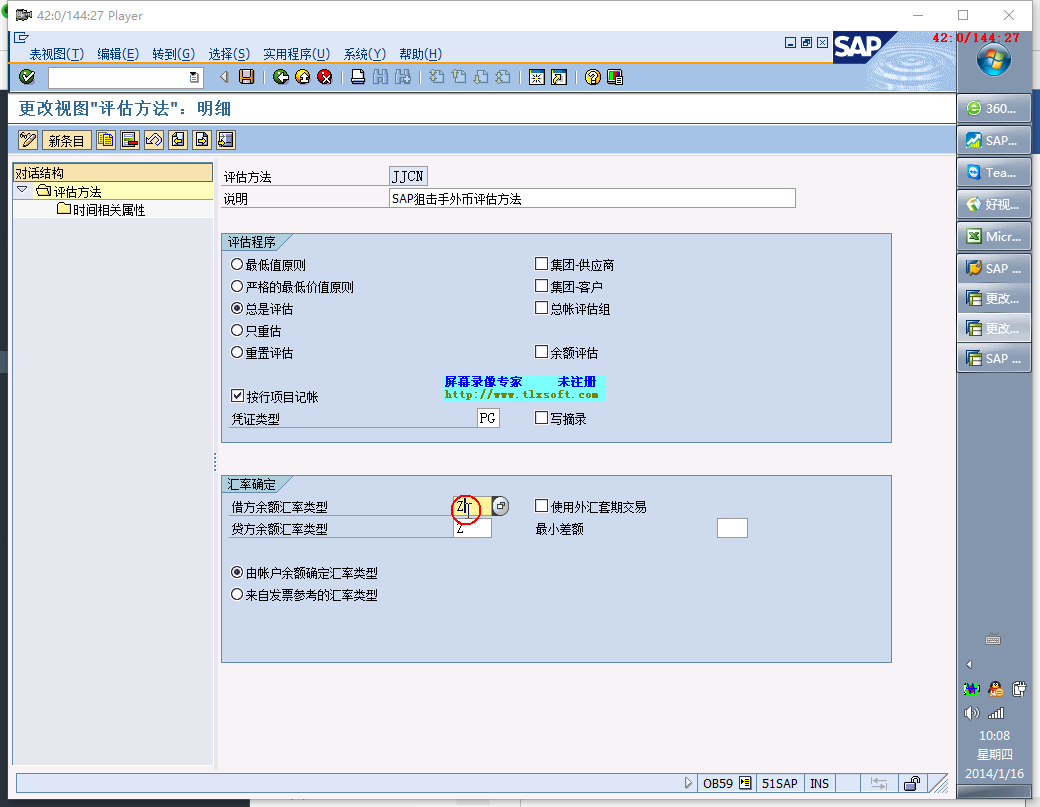 42:0/144:27 Player
42:0/144:27
表视图(T) 编辑(E) 转到(G) 选择(S) 实用程序(U) 系统(Y) 帮助(H)
SAP
更改视图"评估方法": 明细
新条目
对话结构
评估方法
时间相关属性
评估方法 JJCN
说明 SAP狙击手外币评估方法
评估程序
最低值原则 集团-供应商
严格的最低价值原则 集团-客户
总是评估 总帐评估组
只重估
重置评估 余额评估
屏幕录像专家 未注册
http://www.tlxsoft.com
按行项目记帐
凭证类型 PG 写摘录
汇率确定
借方余额汇率类型 Z 使用外汇套期交易
贷方余额汇率类型 Z 最小差额
由帐户余额确定汇率类型
来自发票参考的汇率类型
OB59 51SAP INS
360...
SAP...
Tea...
好视...
Micr...
SAP ...
更改...
更改...
SAP ...
10:08
星期四
2014/1/16